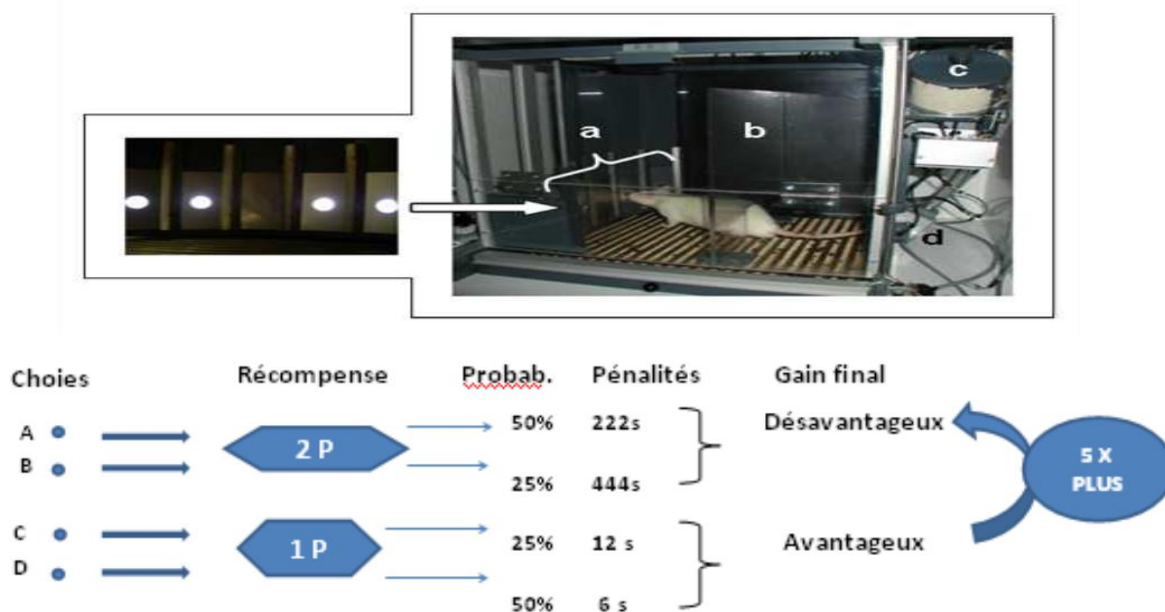 a
b
c
d
Choies Récompense Probab. Pénalités Gain final
A 50% 222s Désavantageux
2 P
B 25% 444s
5 X
PLUS
C 25% 12 s Avantageux
1 P
D 50% 6 s